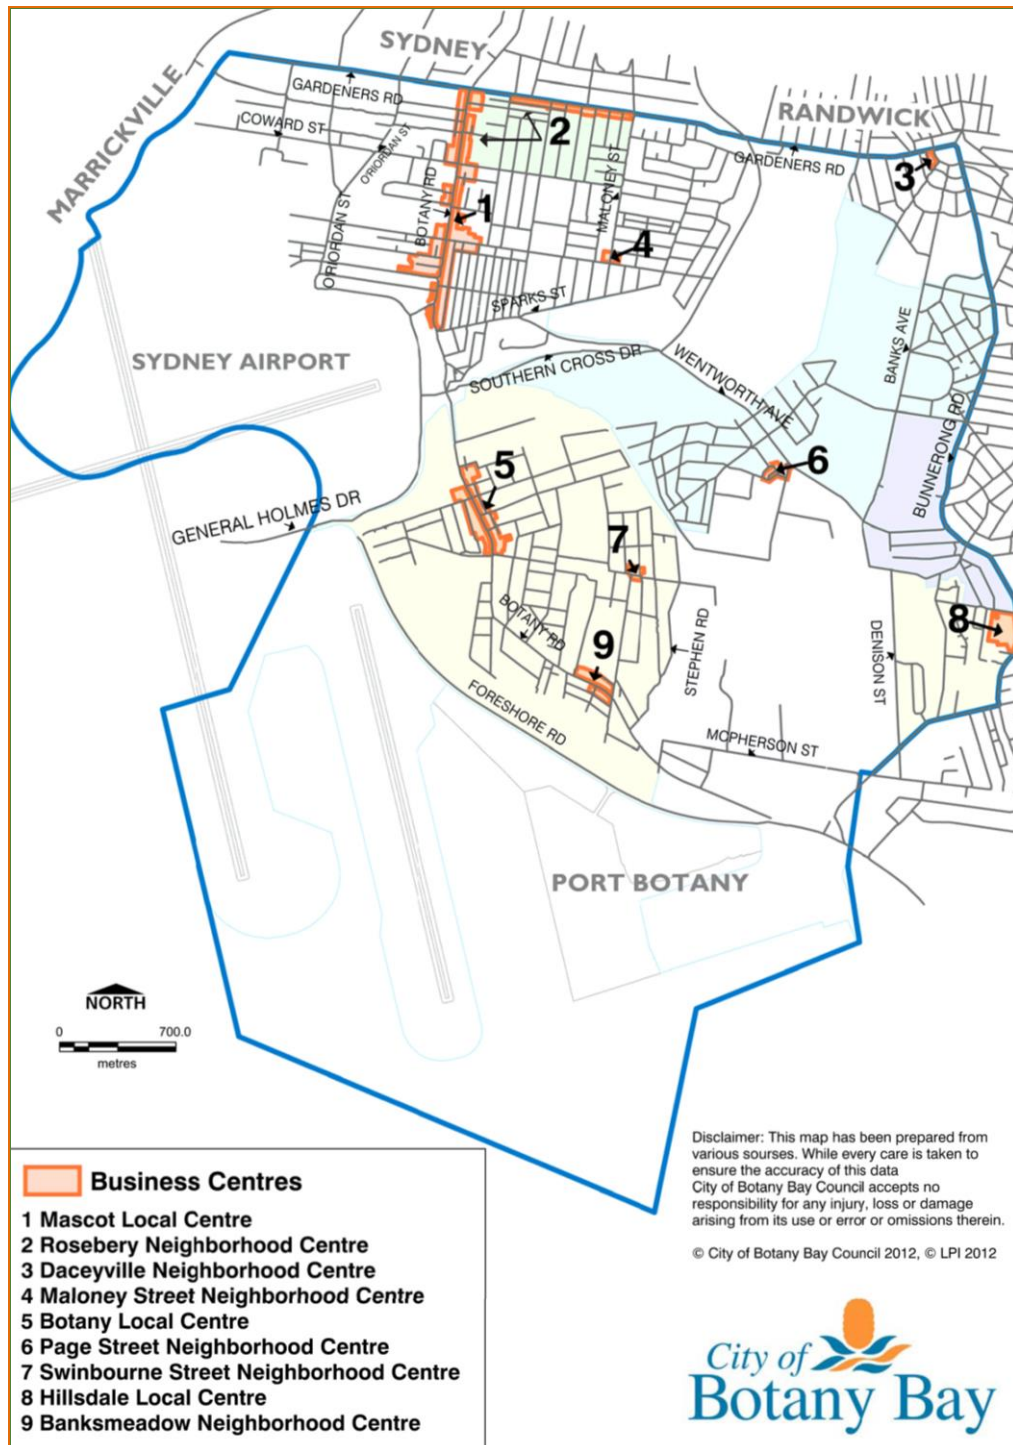 SYDNEY
MARRICKVILLE
RANDWICK
GARDENERS RD
COWARD ST
O'RIORDAN ST
2
GARDENERS RD
3
BOTANY RD
MALONEY ST
1
O'RIORDAN ST
4
SPARKS ST
BANKS AVE
SYDNEY AIRPORT
SOUTHERN CROSS DR
WENTWORTH AVE
BUNNERONG RD
5
6
GENERAL HOLMES DR
7
BOTANY RD
8
9
STEPHEN RD
DENISON ST
FORESHORE RD
MCPHERSON ST
PORT BOTANY
NORTH
0 700.0
metres
Disclaimer: This map has been prepared from
various sourses. While every care is taken to
ensure the accuracy of this data
City of Botany Bay Council accepts no
responsibility for any injury, loss or damage
arising from its use or error or omissions therein.
© City of Botany Bay Council 2012, © LPI 2012
Business Centres
1 Mascot Local Centre
2 Rosebery Neighborhood Centre
3 Daceyville Neighborhood Centre
4 Maloney Street Neighborhood Centre
5 Botany Local Centre
6 Page Street Neighborhood Centre
7 Swinbourne Street Neighborhood Centre
8 Hillsdale Local Centre
9 Banksmeadow Neighborhood Centre
City of
Botany Bay